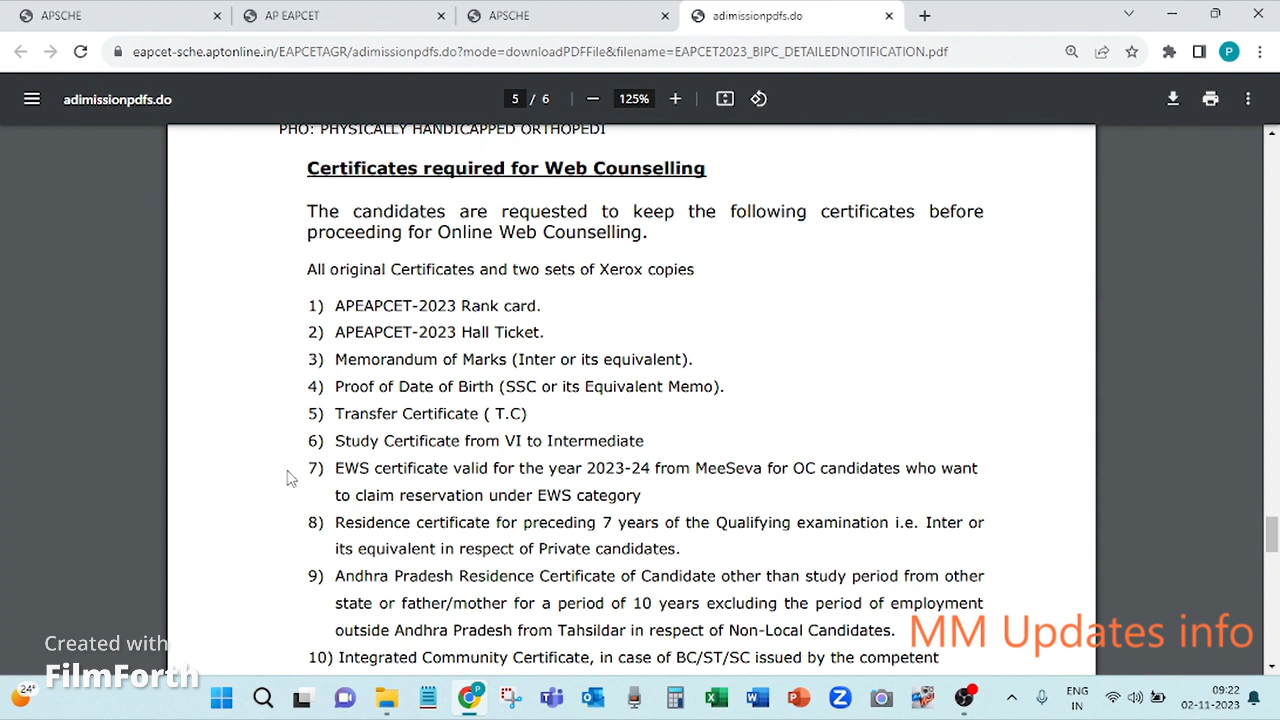 APSCHE
AP EAPCET
APSCHE
adimissionpdfs.do
eapcet-sche.aptonline.in/EAPCETAGR/adimissionpdfs.do?mode=downloadPDFFile&filename=EAPCET2023_BIPC_DETAILEDNOTIFICATION.pdf
P
adimissionpdfs.do
5 / 6
125%
PHO: PHYSICALLY HANDICAPPED ORTHOPEDI
Certificates required for Web Counselling
The candidates are requested to keep the following certificates before
proceeding for Online Web Counselling.
All original Certificates and two sets of Xerox copies
1) APEAPCET-2023 Rank card.
2) APEAPCET-2023 Hall Ticket.
3) Memorandum of Marks (Inter or its equivalent).
4) Proof of Date of Birth (SSC or its Equivalent Memo).
5) Transfer Certificate ( T.C)
6) Study Certificate from VI to Intermediate
7) EWS certificate valid for the year 2023-24 from MeeSeva for OC candidates who want
to claim reservation under EWS category
8) Residence certificate for preceding 7 years of the Qualifying examination i.e. Inter or
its equivalent in respect of Private candidates.
9) Andhra Pradesh Residence Certificate of Candidate other than study period from other
state or father/mother for a period of 10 years excluding the period of employment
outside Andhra Pradesh from Tahsildar in respect of Non-Local Candidates.
10) Integrated Community Certificate, in case of BC/ST/SC issued by the competent
MM Updates info
Created with
FilmForth
24°
ENG
IN
09:22
02-11-2023